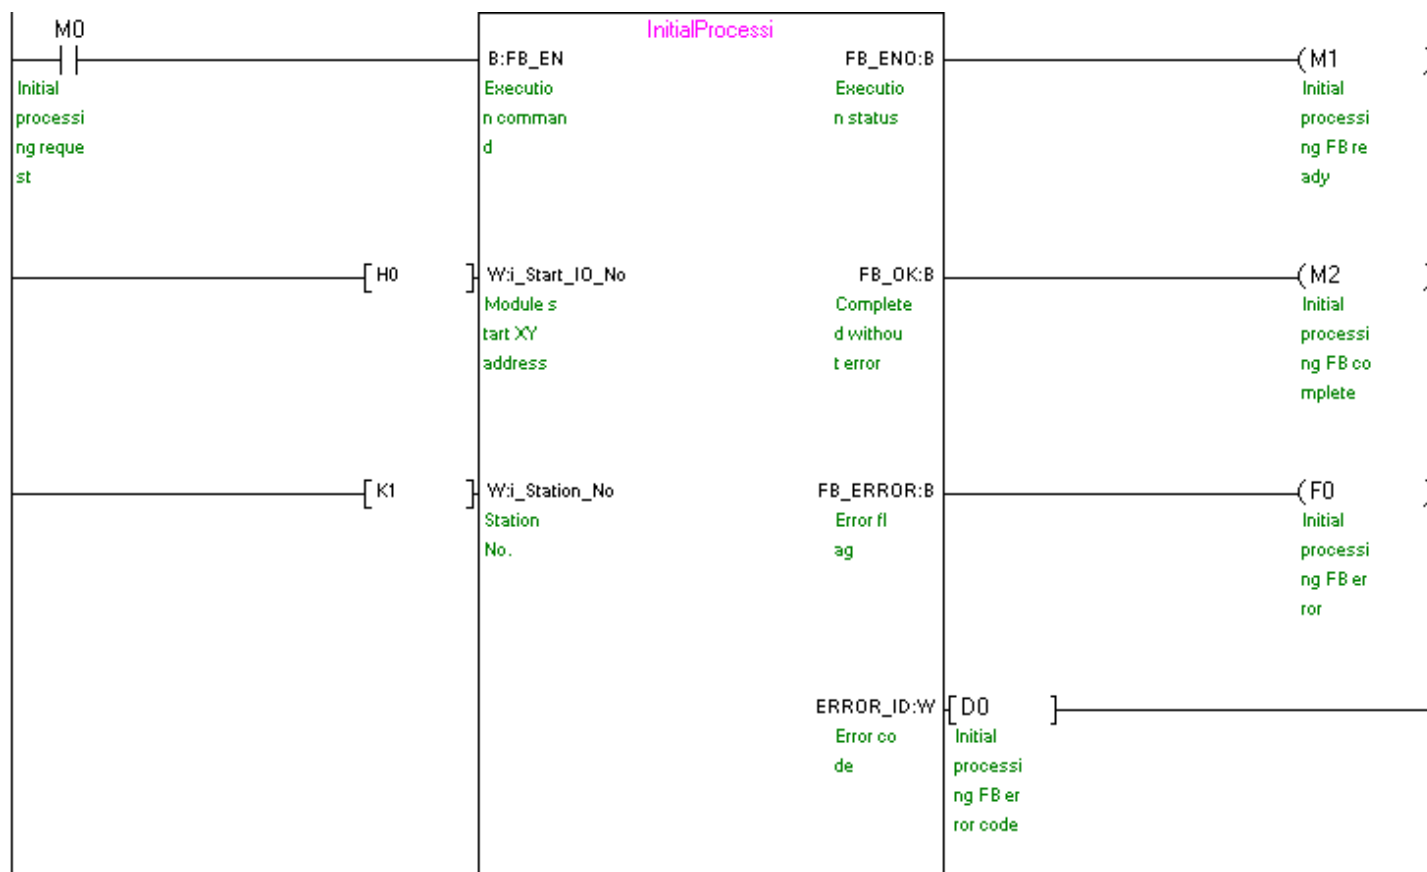 M0
InitialProcessi
B:FB_EN
FB_ENO:B
M1
Initial
processi
ng reque
st
Executio
n comman
d
Executio
n status
Initial
processi
ng FB re
ady
H0
W:i_Start_IO_No
FB_OK:B
M2
Module s
tart XY
address
Complete
d withou
t error
Initial
processi
ng FB co
mplete
K1
W:i_Station_No
FB_ERROR:B
F0
Station
No.
Error fl
ag
Initial
processi
ng FB er
ror
ERROR_ID:W
D0
Error co
de
Initial
processi
ng FB er
ror code